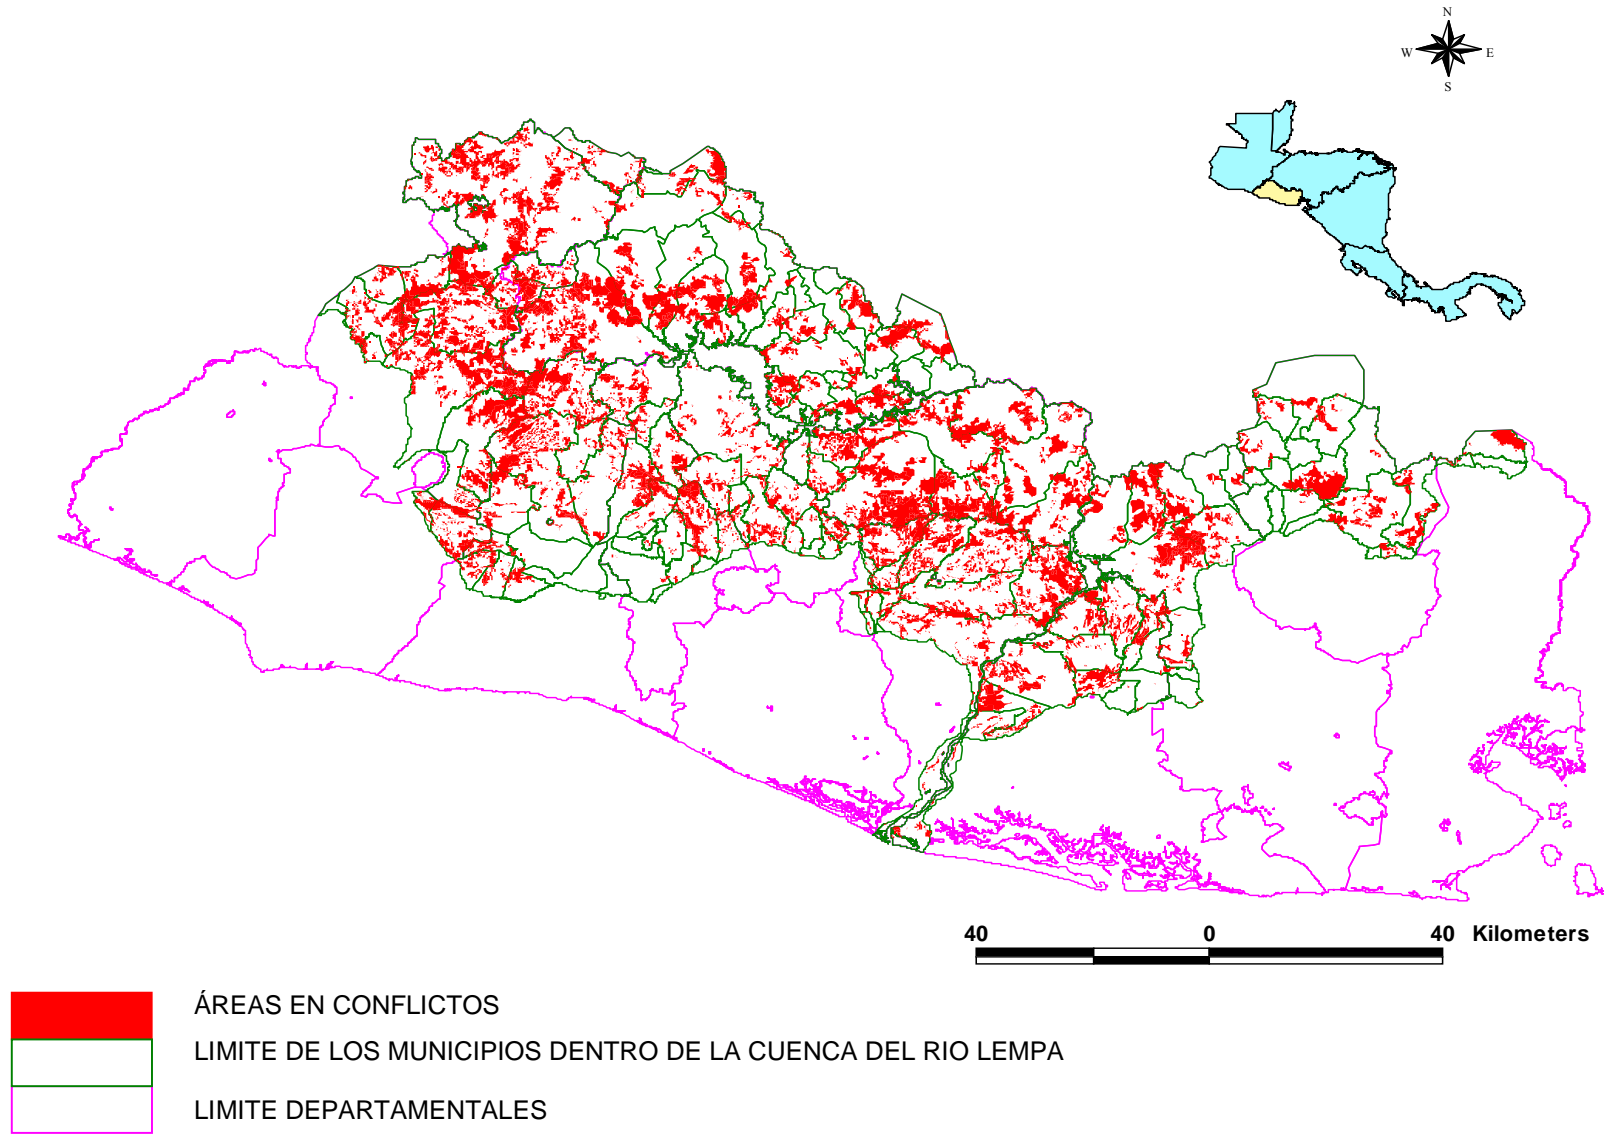 N
W E
S
40 0 40 Kilometers
ÁREAS EN CONFLICTOS
LIMITE DE LOS MUNICIPIOS DENTRO DE LA CUENCA DEL RIO LEMPA
LIMITE DEPARTAMENTALES